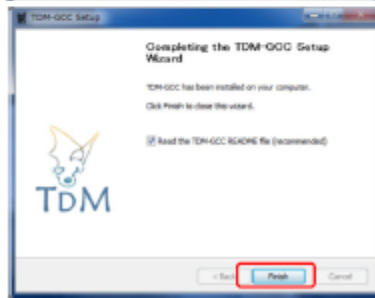 TDM-GCC Setup
Completing the TDM-GCC Setup
Wizard
TDM-GCC has been installed on your computer.
Click Finish to close this wizard.
Read the TDM-GCC README file (recommended)
TDM
< Back
Finish
Cancel